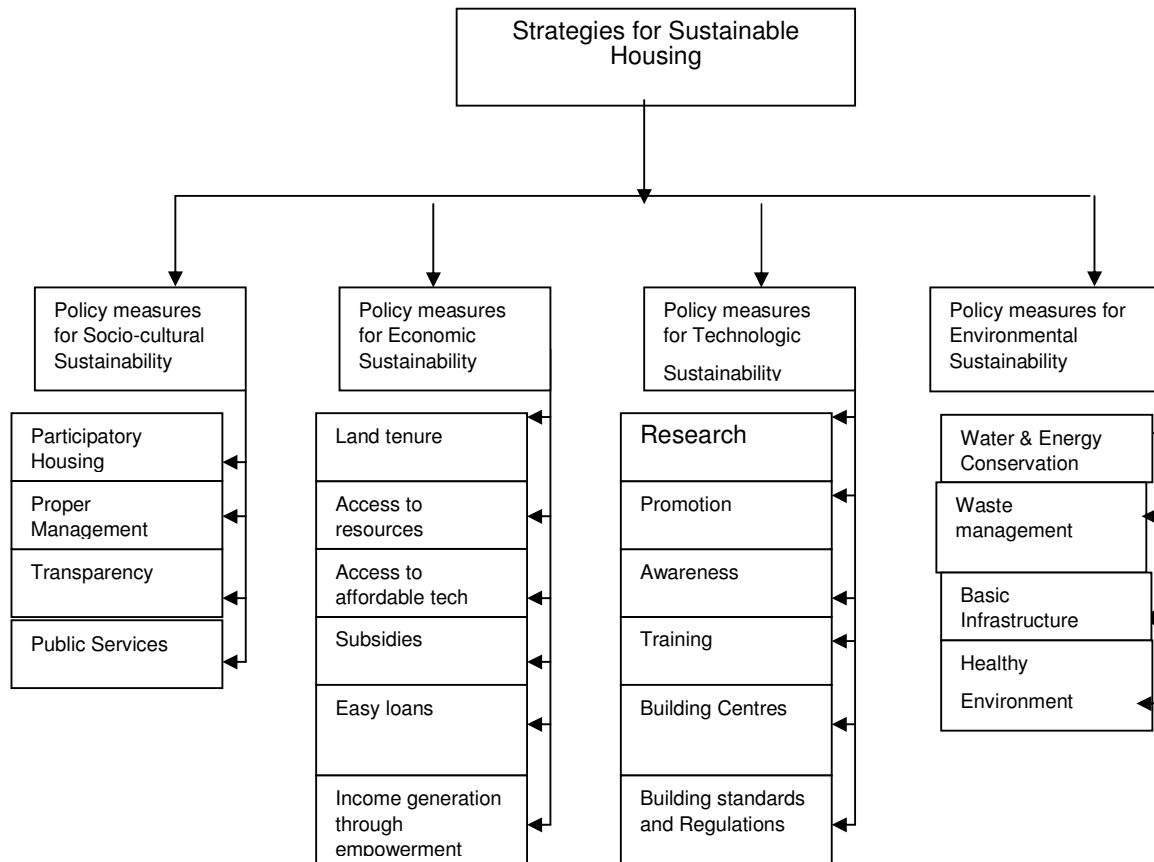 Strategies for Sustainable
Housing
Policy measures
for Socio-cultural
Sustainability
Participatory
Housing
Proper
Management
Transparency
Public Services
Policy measures
for Economic
Sustainability
Land tenure
Access to
resources
Access to
affordable tech
Subsidies
Easy loans
Income generation
through
empowerment
Policy measures
for Technologic
Sustainability
Research
Promotion
Awareness
Training
Building Centres
Building standards
and Regulations
Policy measures for
Environmental
Sustainability
Water & Energy
Conservation
Waste
management
Basic
Infrastructure
Healthy
Environment